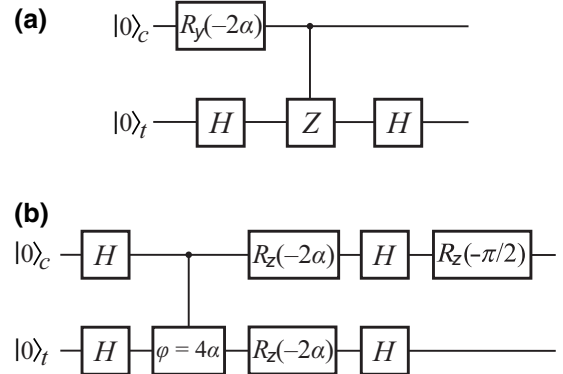 (a)
|0⟩c Ry(−2α)
|0⟩t H Z H
(b)
|0⟩c H Rz(−2α) H Rz(-π/2)
|0⟩t H φ = 4α Rz(−2α) H